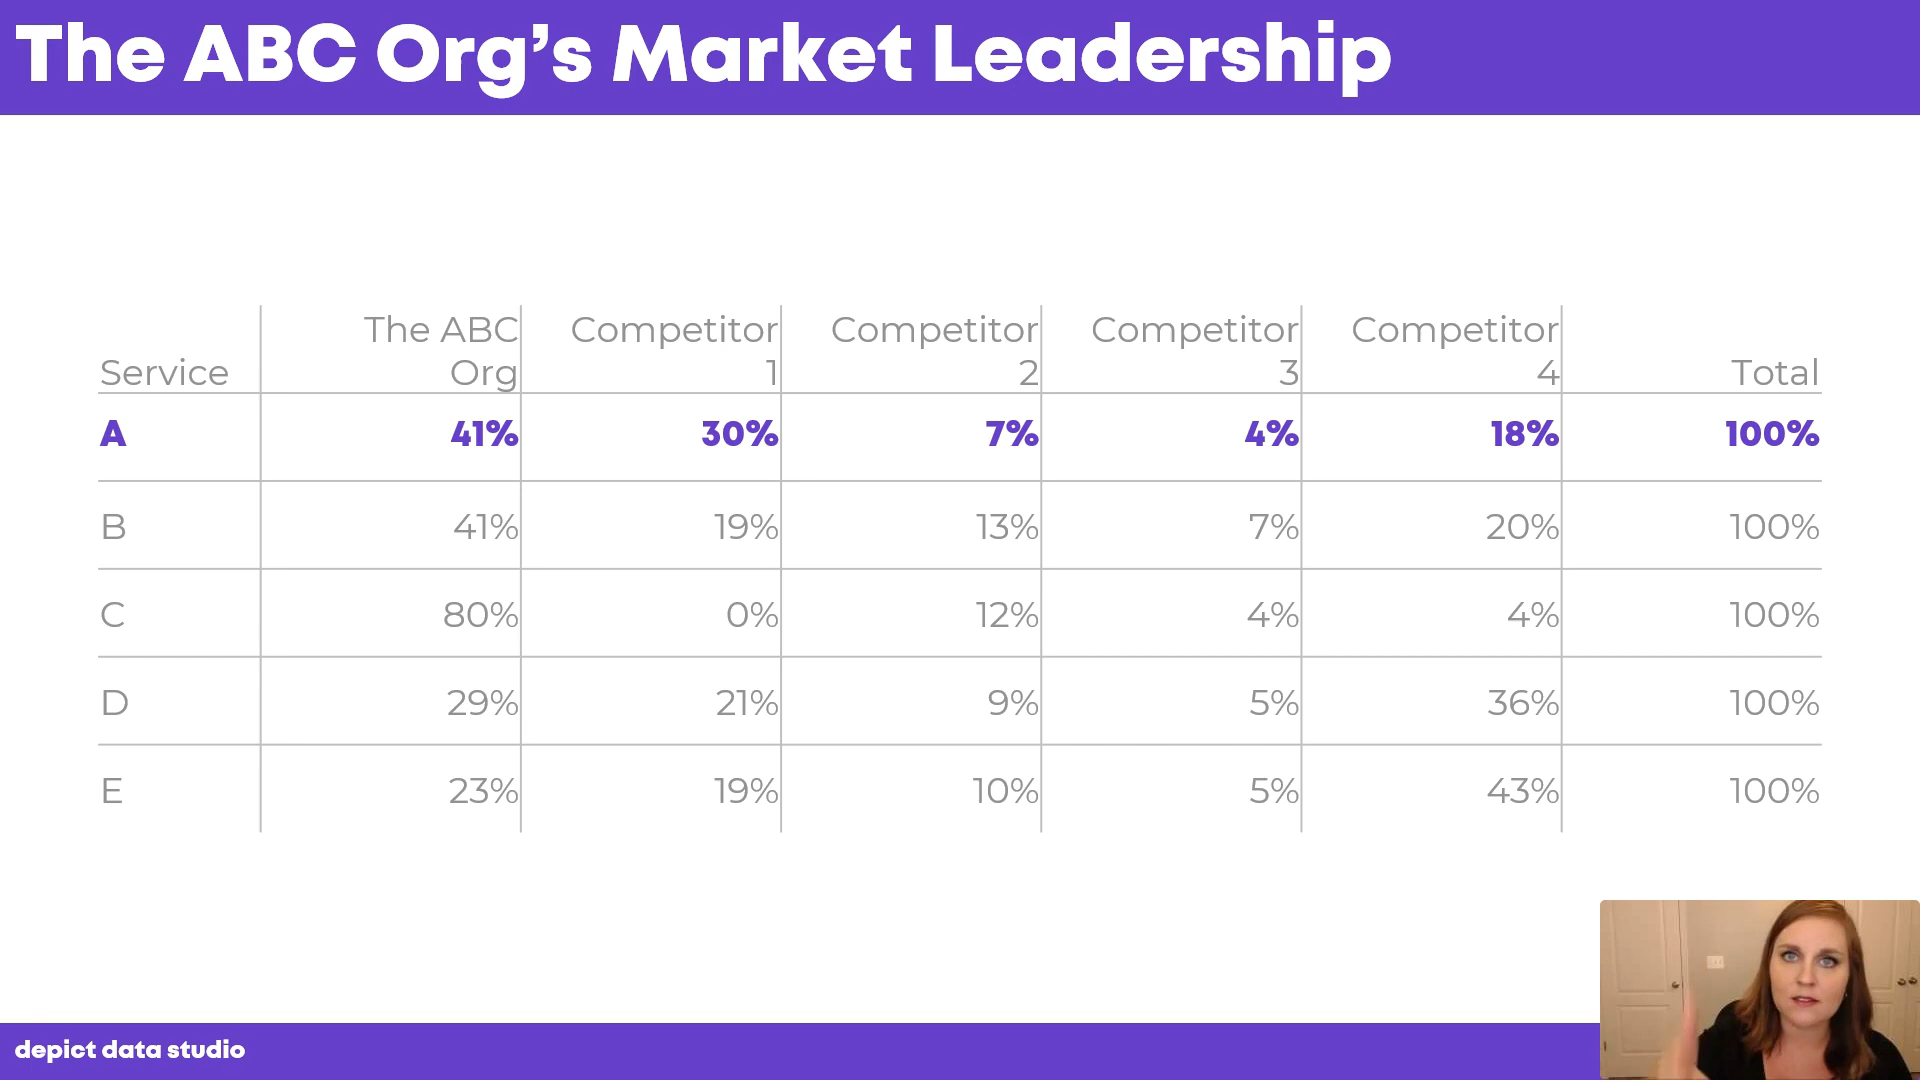 The ABC Org’s Market Leadership
Service The ABC Org Competitor 1 Competitor 2 Competitor 3 Competitor 4 Total
A 41% 30% 7% 4% 18% 100%
B 41% 19% 13% 7% 20% 100%
C 80% 0% 12% 4% 4% 100%
D 29% 21% 9% 5% 36% 100%
E 23% 19% 10% 5% 43% 100%
depict data studio